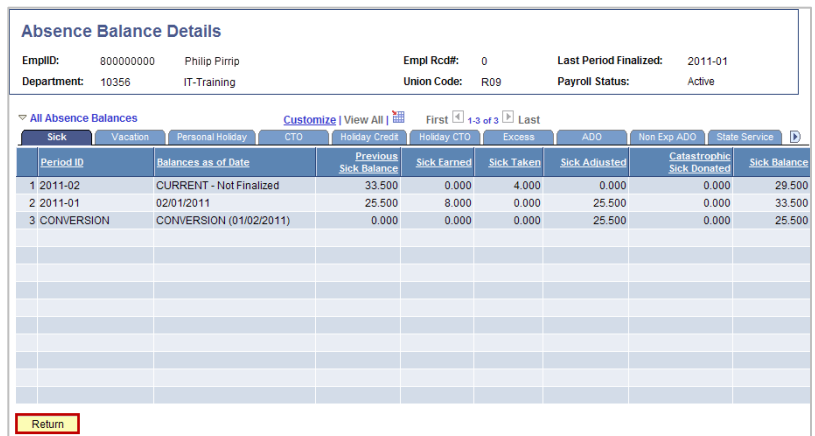 Absence Balance Details
EmplID: 800000000 Philip Pirrip Empl Rcd#: 0 Last Period Finalized: 2011-01
Department: 10356 IT-Training Union Code: R09 Payroll Status: Active
All Absence Balances Customize | View All | First 1-3 of 3 Last
Sick Vacation Personal Holiday CTO Holiday Credit Holiday CTO Excess ADO Non Exp ADO State Service
Period ID Balances as of Date Previous Sick Balance Sick Earned Sick Taken Sick Adjusted Catastrophic Sick Donated Sick Balance
1 2011-02 CURRENT - Not Finalized 33.500 0.000 4.000 0.000 0.000 29.500
2 2011-01 02/01/2011 25.500 8.000 0.000 25.500 0.000 33.500
3 CONVERSION CONVERSION (01/02/2011) 0.000 0.000 0.000 25.500 0.000 25.500
Return